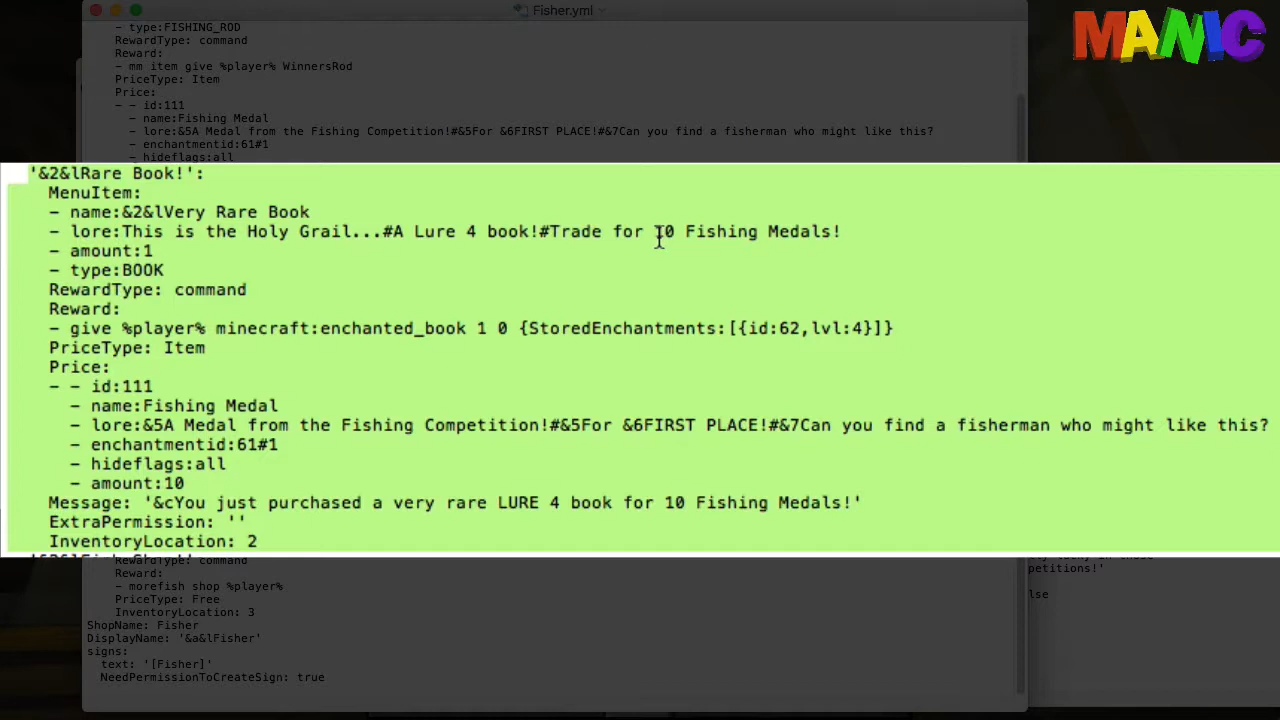 Fisher.yml
MANIC
- type:FISHING_ROD
RewardType: command
Reward:
- mm item give %player% WinnersRod
PriceType: Item
Price:
- - id:111
- name:Fishing Medal
- lore:&5A Medal from the Fishing Competition!#&5For &6FIRST PLACE!#&7Can you find a fisherman who might like this?
- enchantmentid:61#1
- hideflags:all
'&2&lRare Book!':
MenuItem:
- name:&2&lVery Rare Book
- lore:This is the Holy Grail...#A Lure 4 book!#Trade for 10 Fishing Medals!
- amount:1
- type:BOOK
RewardType: command
Reward:
- give %player% minecraft:enchanted_book 1 0 {StoredEnchantments:[{id:62,lvl:4}]}
PriceType: Item
Price:
- - id:111
- name:Fishing Medal
- lore:&5A Medal from the Fishing Competition!#&5For &6FIRST PLACE!#&7Can you find a fisherman who might like this?
- enchantmentid:61#1
- hideflags:all
- amount:10
Message: '&cYou just purchased a very rare LURE 4 book for 10 Fishing Medals!'
ExtraPermission: ''
InventoryLocation: 2
RewardType: command
Reward:
- morefish shop %player%
PriceType: Free
InventoryLocation: 3
ShopName: Fisher
DisplayName: '&a&lFisher'
signs:
text: '[Fisher]'
NeedPermissionToCreateSign: true
petitions!'
lse